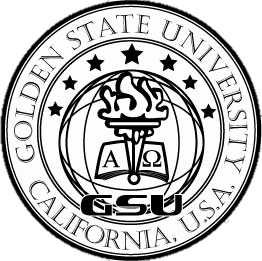 GOLDEN STATE UNIVERSITY
Α Ω
GSU
CALIFORNIA, U.S.A.